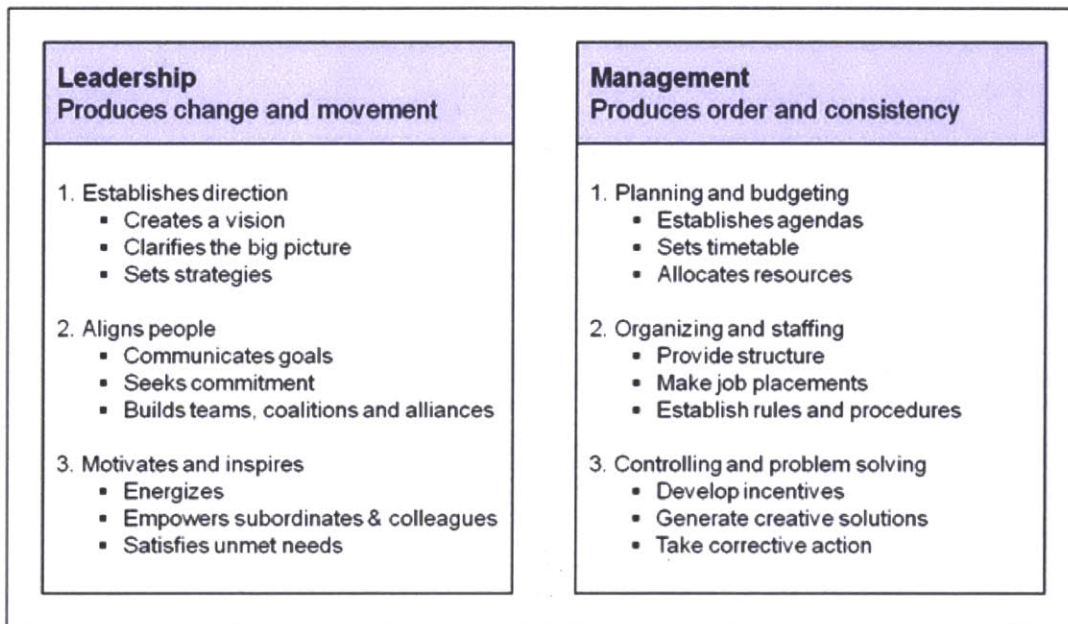 Leadership
Produces change and movement
1. Establishes direction
▪ Creates a vision
▪ Clarifies the big picture
▪ Sets strategies
2. Aligns people
▪ Communicates goals
▪ Seeks commitment
▪ Builds teams, coalitions and alliances
3. Motivates and inspires
▪ Energizes
▪ Empowers subordinates & colleagues
▪ Satisfies unmet needs
Management
Produces order and consistency
1. Planning and budgeting
▪ Establishes agendas
▪ Sets timetable
▪ Allocates resources
2. Organizing and staffing
▪ Provide structure
▪ Make job placements
▪ Establish rules and procedures
3. Controlling and problem solving
▪ Develop incentives
▪ Generate creative solutions
▪ Take corrective action